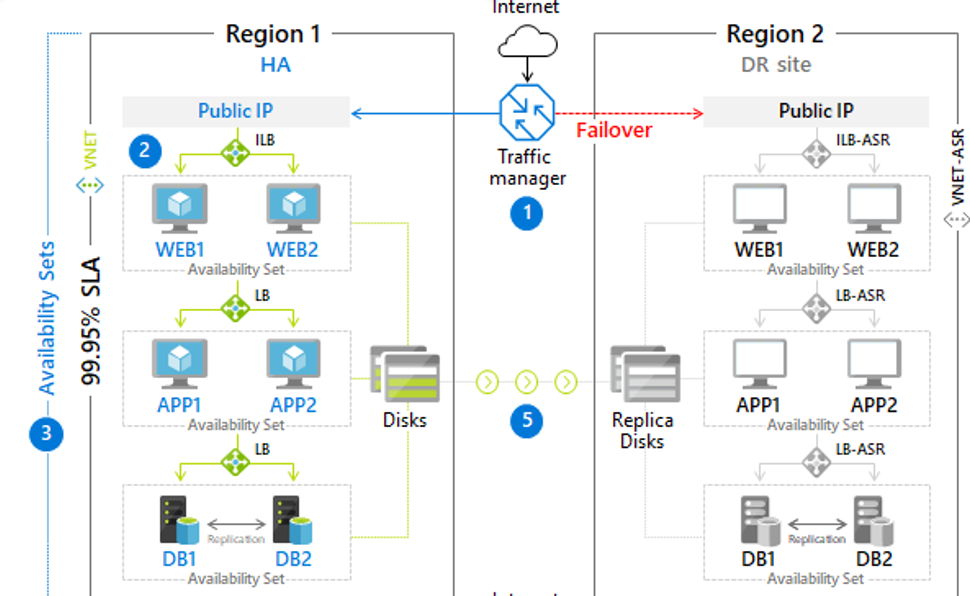 Internet
Region 1
HA
Region 2
DR site
Public IP
Failover
Public IP
Traffic
manager
1
2
ILB
VNET
WEB1
WEB2
Availability Set
ILB-ASR
VNET-ASR
WEB1
WEB2
Availability Set
Availability Sets
99.95% SLA
3
LB
APP1
APP2
Availability Set
Disks
5
Replica
Disks
LB-ASR
APP1
APP2
Availability Set
LB
DB1
Replication
DB2
Availability Set
LB-ASR
DB1
Replication
DB2
Availability Set